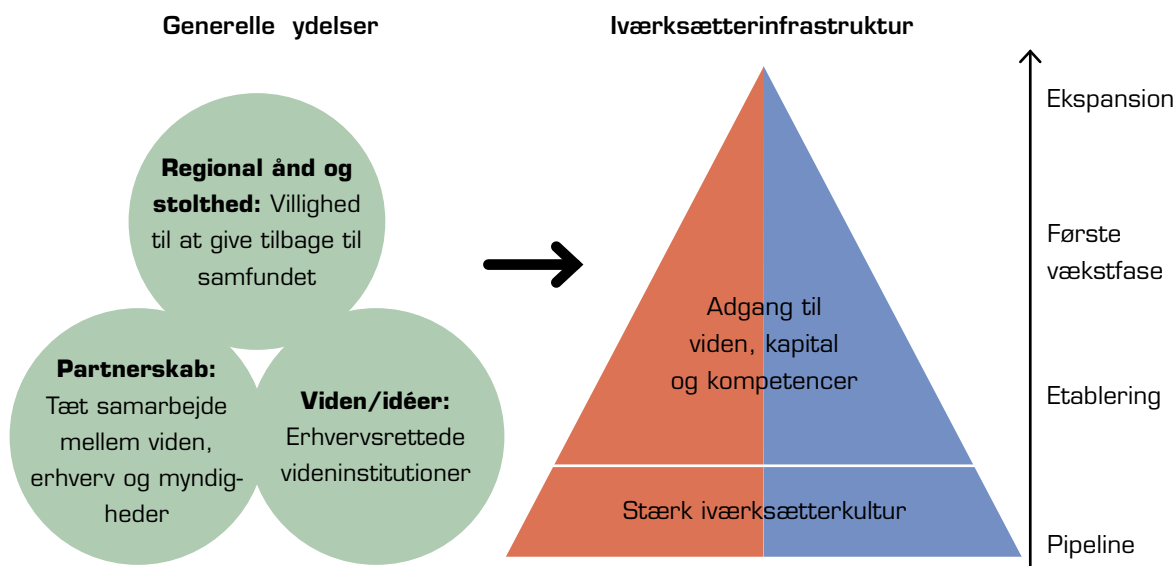 Generelle ydelser
Regional ånd og
stolthed: Villighed
til at give tilbage til
samfundet
Partnerskab:
Tæt samarbejde
mellem viden,
erhverv og myndig-
heder
Viden/idéer:
Erhvervsrettede
videninstitutioner
Iværksætterinfrastruktur
Adgang til
viden, kapital
og kompetencer
Stærk iværksætterkultur
Ekspansion
Første
vækstfase
Etablering
Pipeline